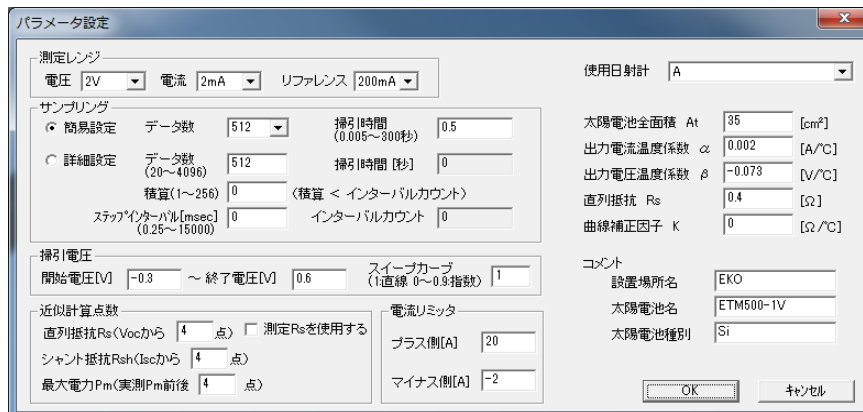 パラメータ設定
測定レンジ
電圧 2V 電流 2mA リファレンス 200mA
サンプリング
簡易設定 データ数 512 掃引時間 (0.005～300秒) 0.5
詳細設定 データ数 (20～4096) 512 掃引時間 [秒] 0
積算(1～256) 0 (積算 < インターバルカウント)
ステップインターバル[msec] (0.25～15000) 0 インターバルカウント 0
掃引電圧
開始電圧[V] -0.3 ～ 終了電圧[V] 0.6 スイープカーブ (1:直線 0～0.9:指数) 1
近似計算点数
直列抵抗Rs(Vocから 4 点) 測定Rsを使用する
シャント抵抗Rsh(Iscから 4 点)
最大電力Pm(実測Pm前後 4 点)
電流リミッタ
プラス側[A] 20
マイナス側[A] -2
使用日射計 A
太陽電池全面積 At 35 [cm²]
出力電流温度係数 α 0.002 [A/℃]
出力電圧温度係数 β -0.073 [V/℃]
直列抵抗 Rs 0.4 [Ω]
曲線補正因子 K 0 [Ω/℃]
コメント
設置場所名 EKO
太陽電池名 ETM500-1V
太陽電池種別 Si
OK キャンセル